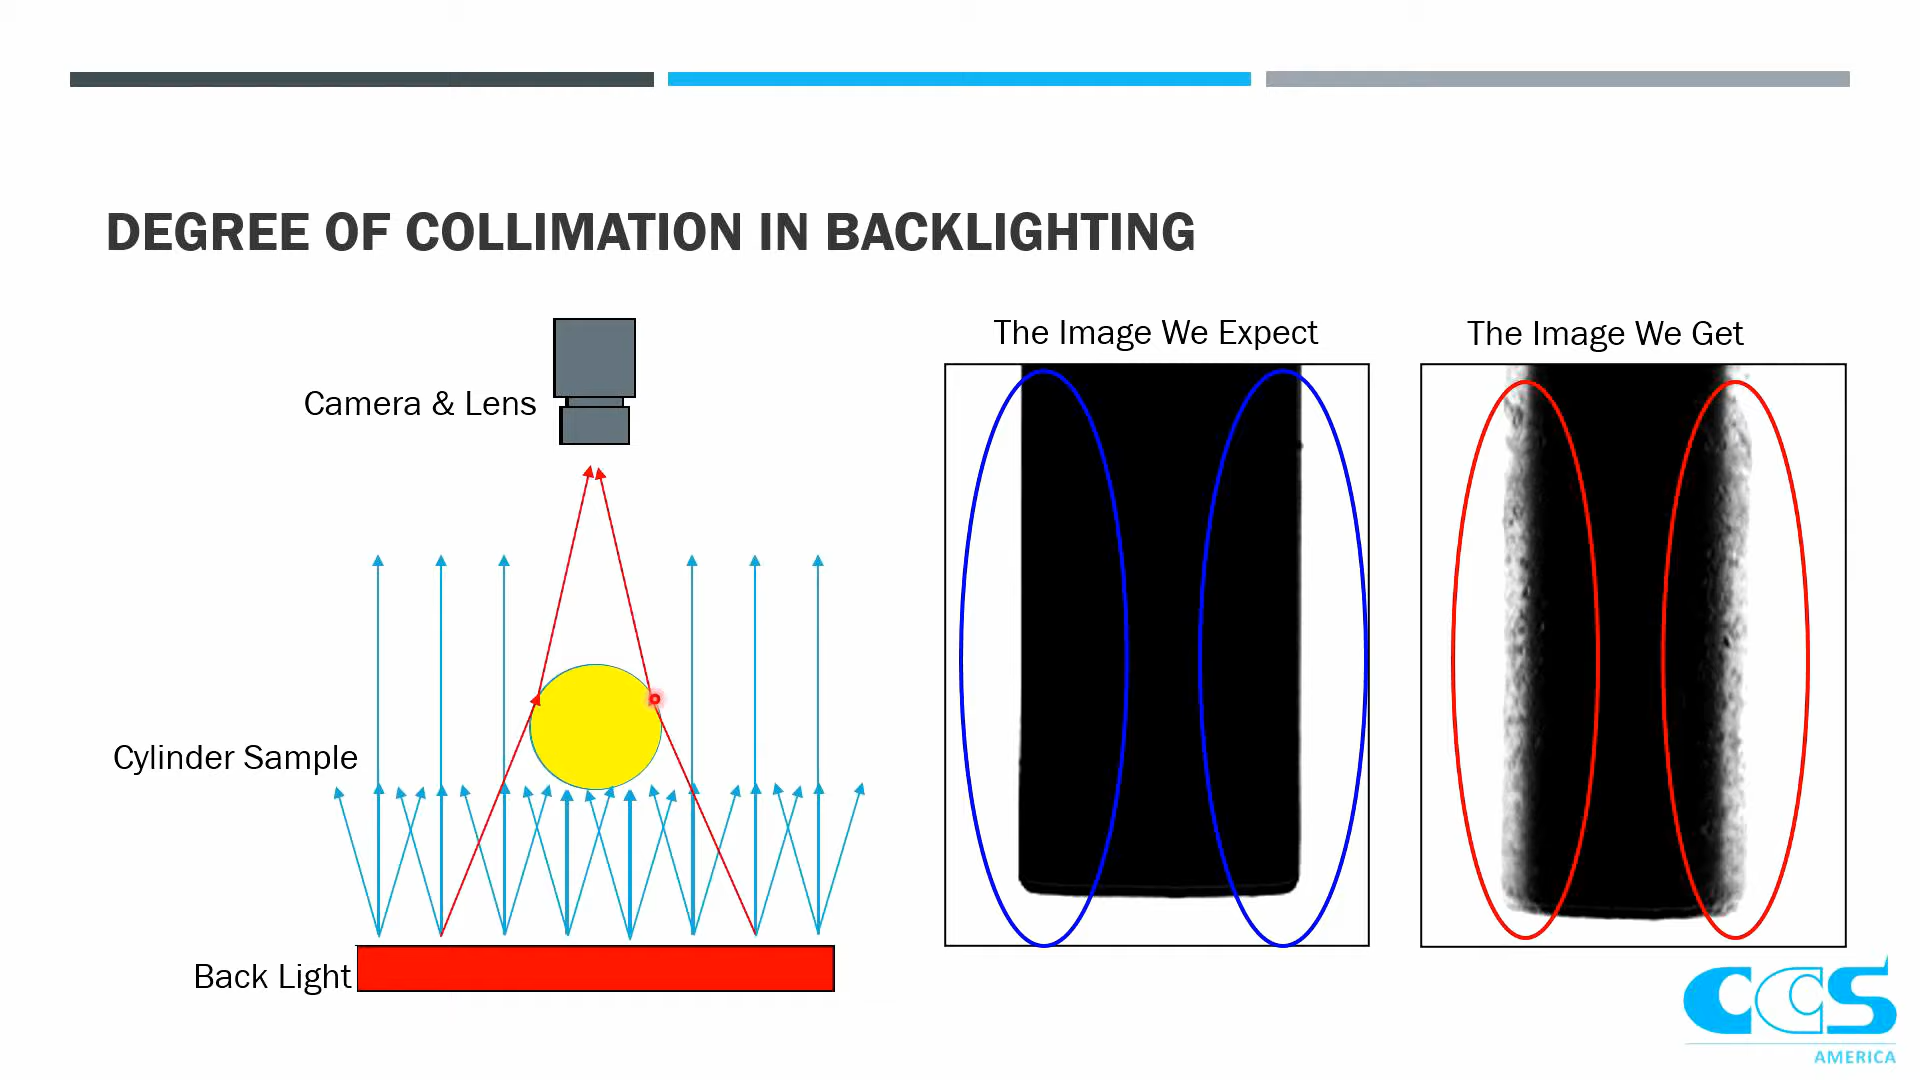 DEGREE OF COLLIMATION IN BACKLIGHTING
Camera & Lens
Cylinder Sample
Back Light
The Image We Expect
The Image We Get
CCS
AMERICA